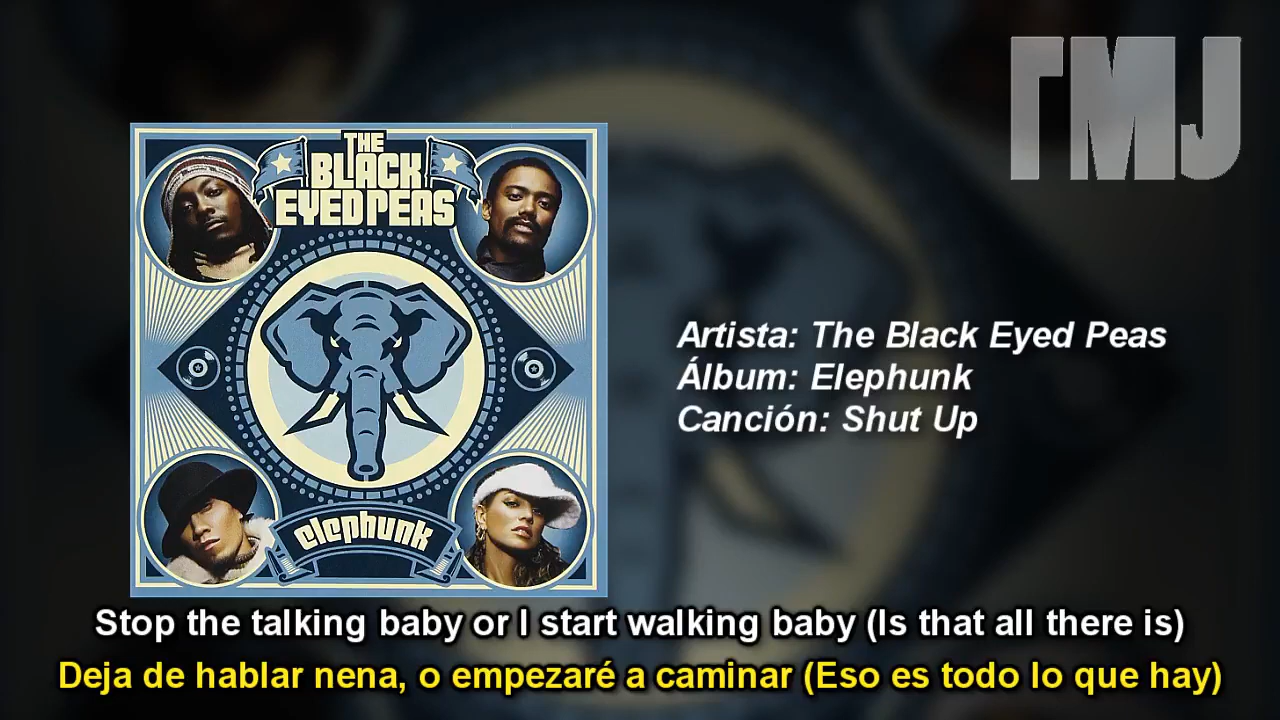 TMJ
THE
BLACK
EYED PEAS
elephunk
Artista: The Black Eyed Peas
Álbum: Elephunk
Canción: Shut Up
Stop the talking baby or I start walking baby (Is that all there is)
Deja de hablar nena, o empezaré a caminar (Eso es todo lo que hay)